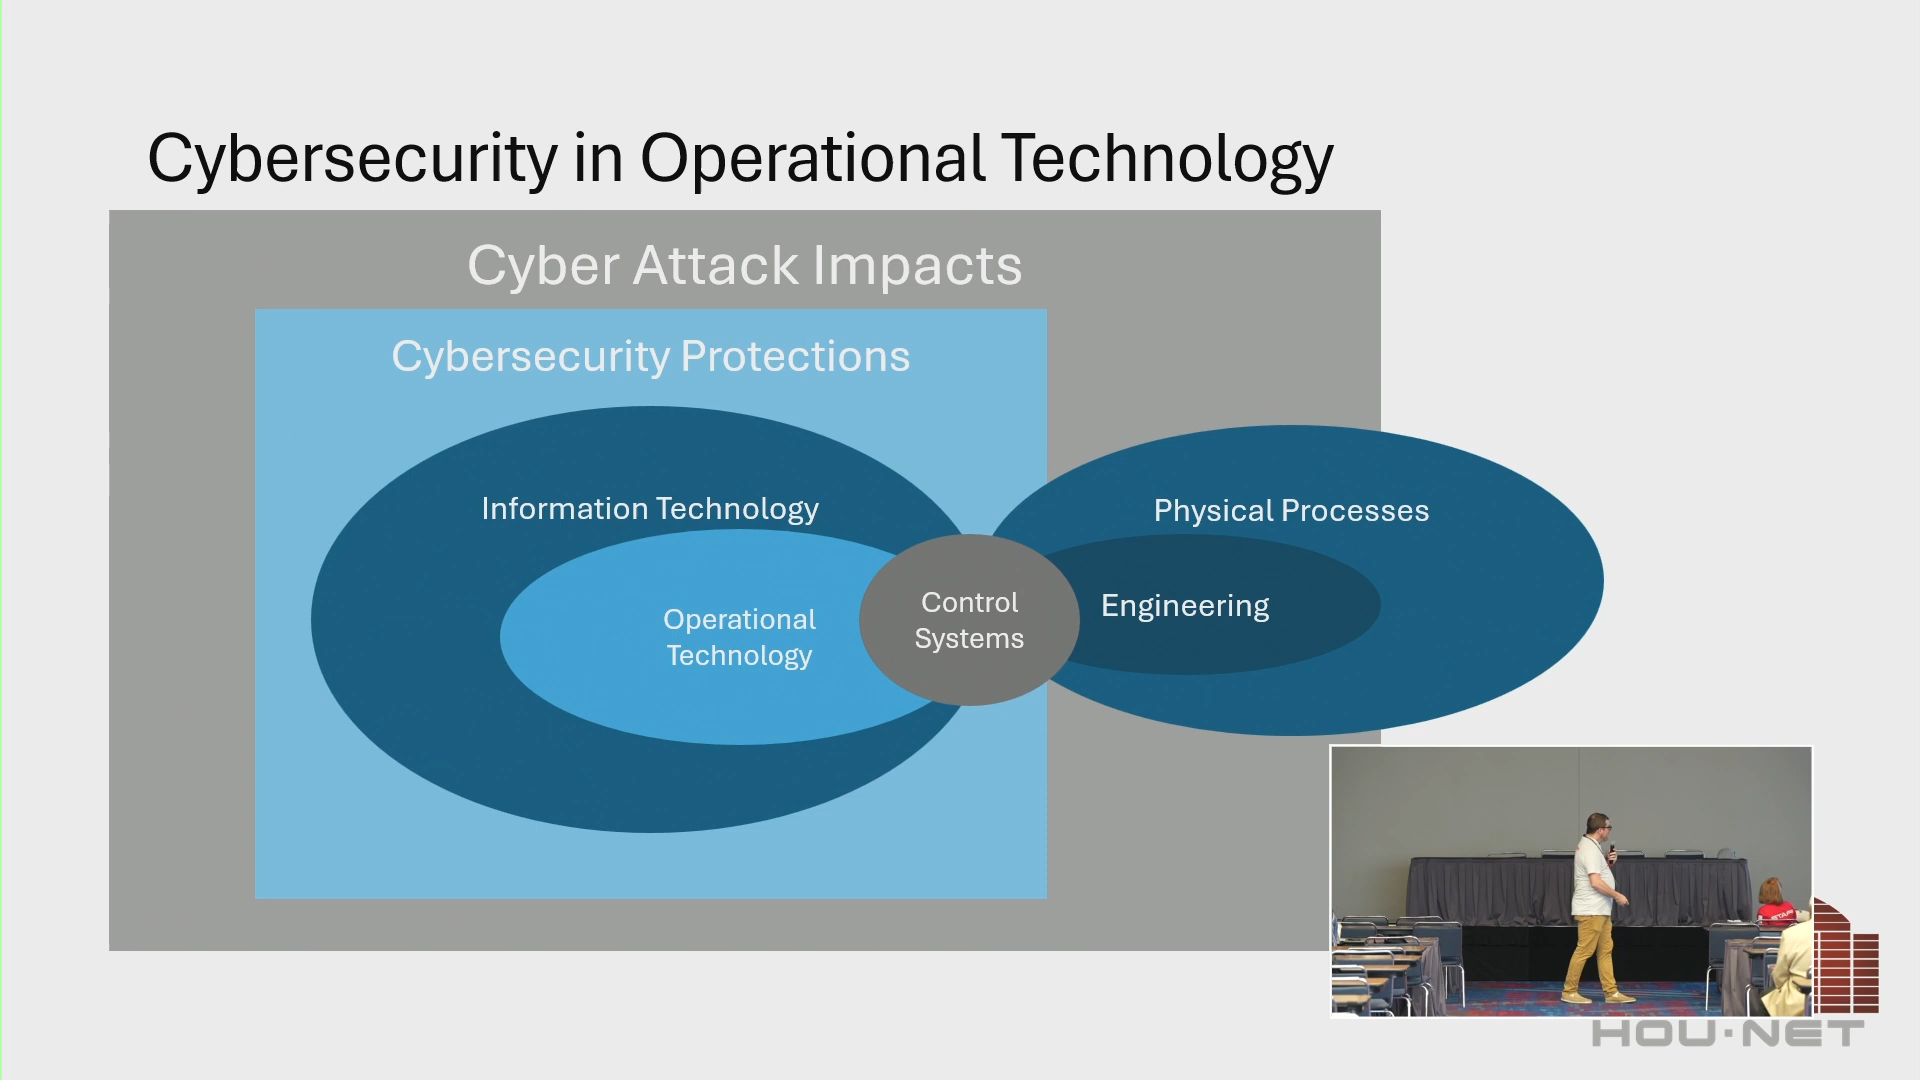 Cybersecurity in Operational Technology
Cyber Attack Impacts
Cybersecurity Protections
Information Technology
Physical Processes
Operational
Technology
Control
Systems
Engineering
STAFF
HOU·NET